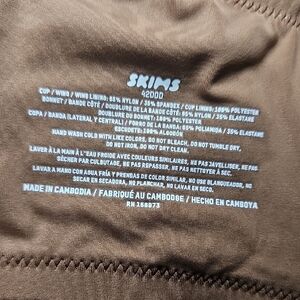 SKIMS
42DDD
CUP / WING / WING LINING: 65% NYLON / 35% SPANDEX / CUP LINING: 100% POLYESTER
BONNET / BANDE CÔTÉ / DOUBLURE DE LA BANDE CÔTÉ: 65% NYLON / 35% ELASTANE
DOUBLURE DU BONNET: 100% POLYESTER
COPA / BANDA (LATERAL Y CENTRAL) / FORRO DE LA BANDA: 65% POLIAMIDA / 35% ELASTANO
ESCUDETE: 100% ALGODÓN
HAND WASH COLD WITH LIKE COLORS, DO NOT BLEACH, DO NOT TUMBLE DRY,
DO NOT IRON, DO NOT DRY CLEAN.
LAVER À LA MAIN À L'EAU FROIDE AVEC COULEURS SIMILAIRES, NE PAS JAVELLISER, NE PAS
SÉCHER PAR CULBUTAGE, NE PAS REPASSER, NE PAS NETTOYER À SEC.
LAVAR A MANO CON AGUA FRÍA Y PRENDAS DE COLOR SIMILAR, NO USE BLANQUEADOR, NO
SECAR EN SECADORA, NO PLANCHAR, NO LAVAR EN SECO.
MADE IN CAMBODIA / FABRIQUÉ AU CAMBODGE / HECHO EN CAMBOYA
RN 168073